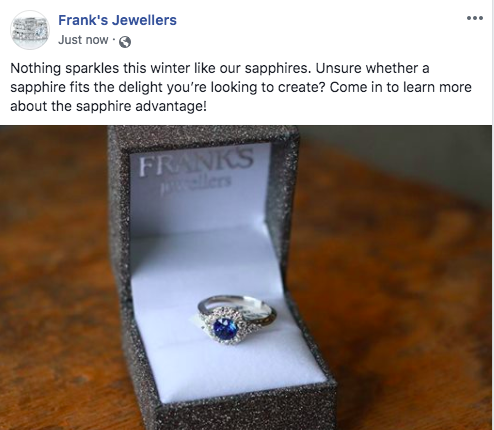 Frank's Jewellers
Just now ·
Nothing sparkles this winter like our sapphires. Unsure whether a
sapphire fits the delight you're looking to create? Come in to learn more
about the sapphire advantage!
FRANK'S
jewellers